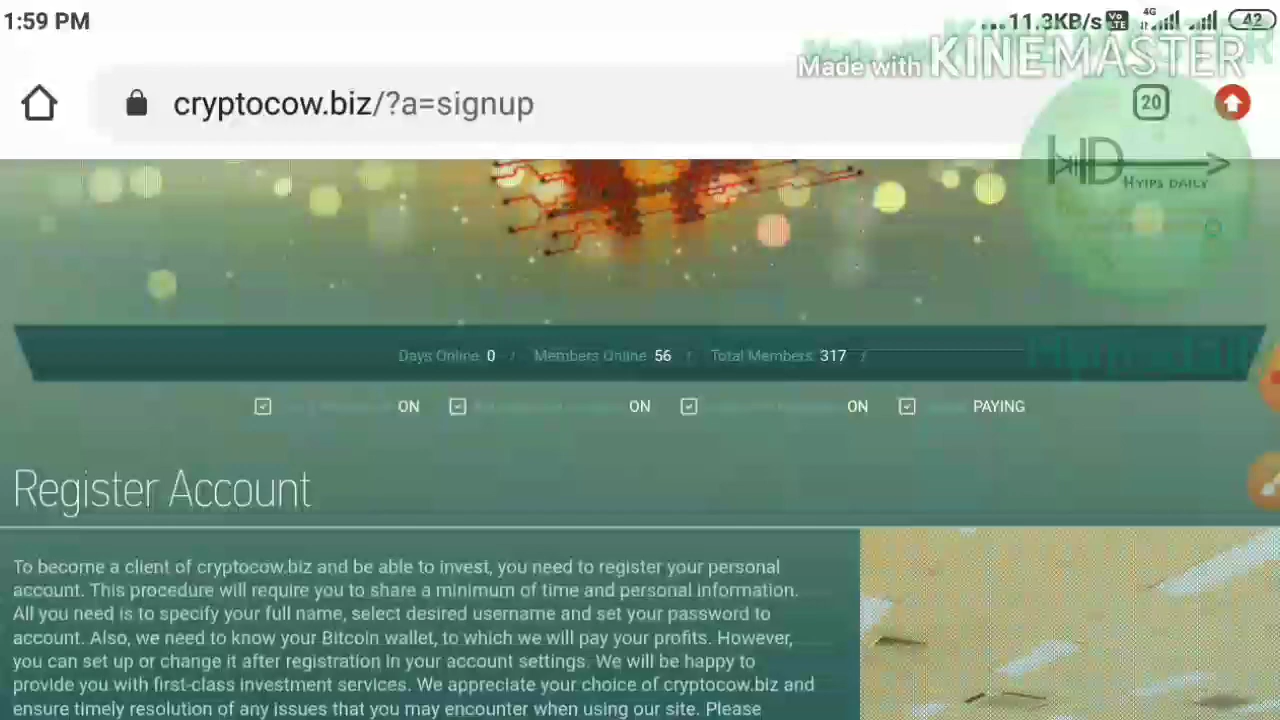 1:59 PM
...11.3KB/s Vo LTE 4G 42
Made with KINEMASTER
cryptocow.biz/?a=signup
20
HD
HYIPS DAILY
Days Online 0 / Members Online 56 / Total Members 317 /
ON ON ON PAYING
Register Account
To become a client of cryptocow.biz and be able to invest, you need to register your personal
account. This procedure will require you to share a minimum of time and personal information.
All you need is to specify your full name, select desired username and set your password to
account. Also, we need to know your Bitcoin wallet, to which we will pay your profits. However,
you can set up or change it after registration in your account settings. We will be happy to
provide you with first-class investment services. We appreciate your choice of cryptocow.biz and
ensure timely resolution of any issues that you may encounter when using our site. Please